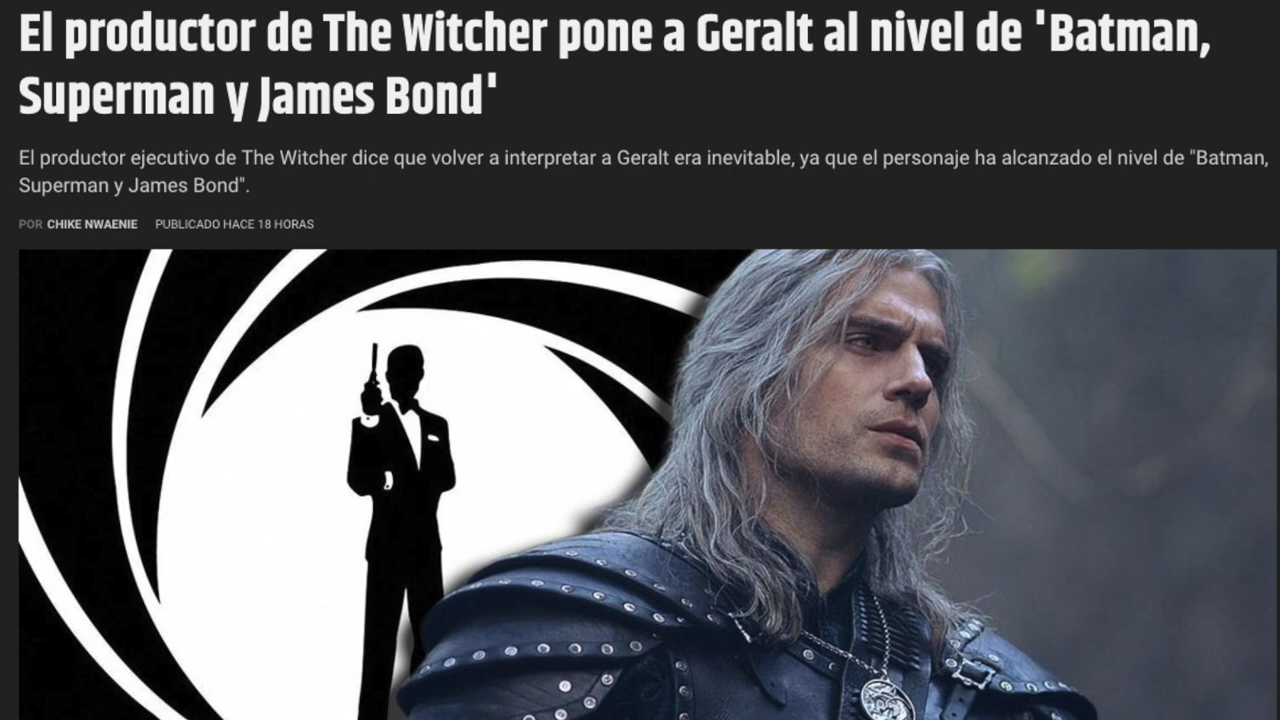 El productor de The Witcher pone a Geralt al nivel de 'Batman,
Superman y James Bond'
El productor ejecutivo de The Witcher dice que volver a interpretar a Geralt era inevitable, ya que el personaje ha alcanzado el nivel de "Batman,
Superman y James Bond".
POR CHIKE NWAENIE PUBLICADO HACE 18 HORAS